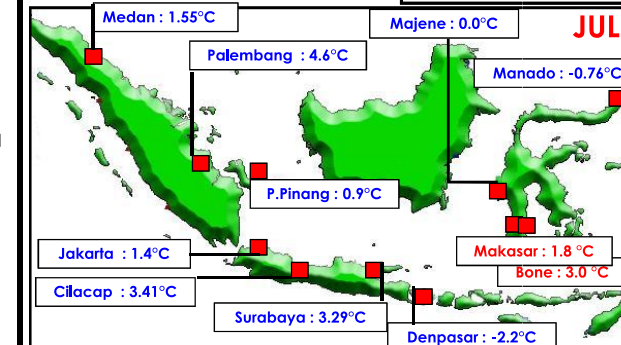 Medan : 1.55°C
Majene : 0.0°C
JUL
Palembang : 4.6°C
Manado : -0.76°C
P.Pinang : 0.9°C
Jakarta : 1.4°C
Makasar : 1.8 °C
Bone : 3.0 °C
Cilacap : 3.41°C
Surabaya : 3.29°C
Denpasar : -2.2°C